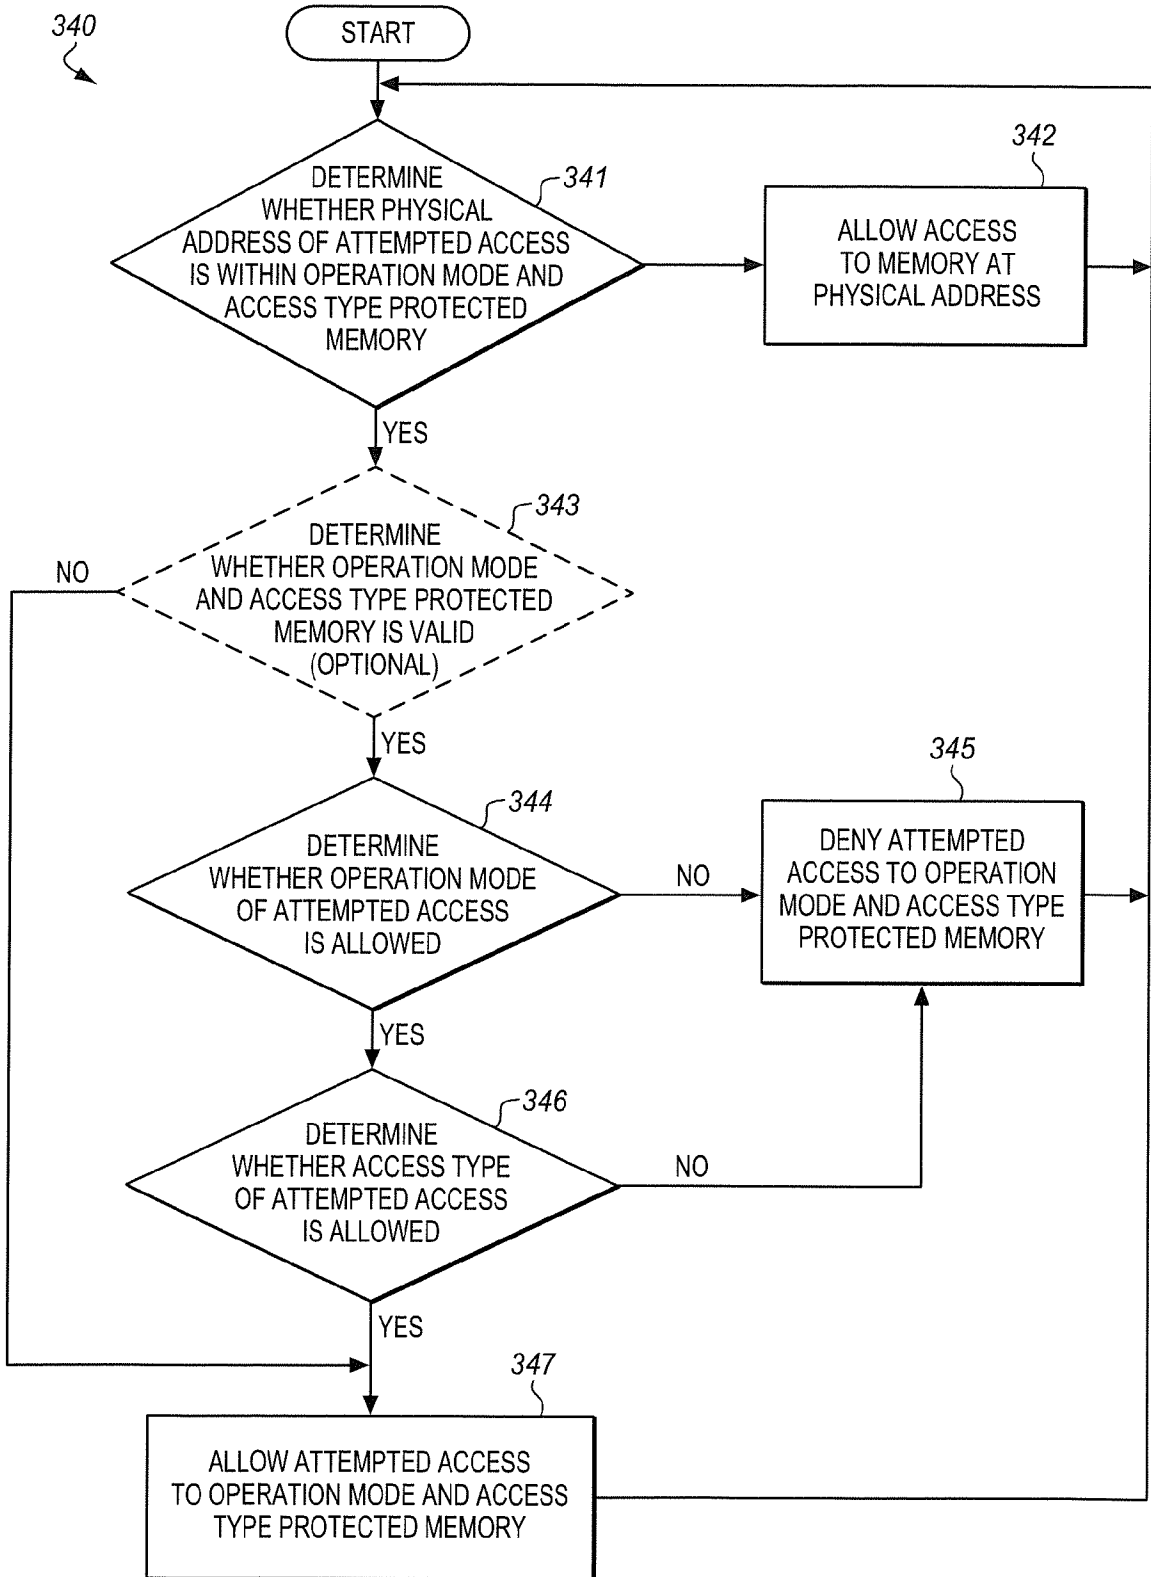 340
START
341
DETERMINE
WHETHER PHYSICAL
ADDRESS OF ATTEMPTED ACCESS
IS WITHIN OPERATION MODE AND
ACCESS TYPE PROTECTED
MEMORY
342
ALLOW ACCESS
TO MEMORY AT
PHYSICAL ADDRESS
YES
343
DETERMINE
WHETHER OPERATION MODE
AND ACCESS TYPE PROTECTED
MEMORY IS VALID
(OPTIONAL)
NO
YES
344
DETERMINE
WHETHER OPERATION MODE
OF ATTEMPTED ACCESS
IS ALLOWED
NO
345
DENY ATTEMPTED
ACCESS TO OPERATION
MODE AND ACCESS TYPE
PROTECTED MEMORY
YES
346
DETERMINE
WHETHER ACCESS TYPE
OF ATTEMPTED ACCESS
IS ALLOWED
NO
YES
347
ALLOW ATTEMPTED ACCESS
TO OPERATION MODE AND ACCESS
TYPE PROTECTED MEMORY